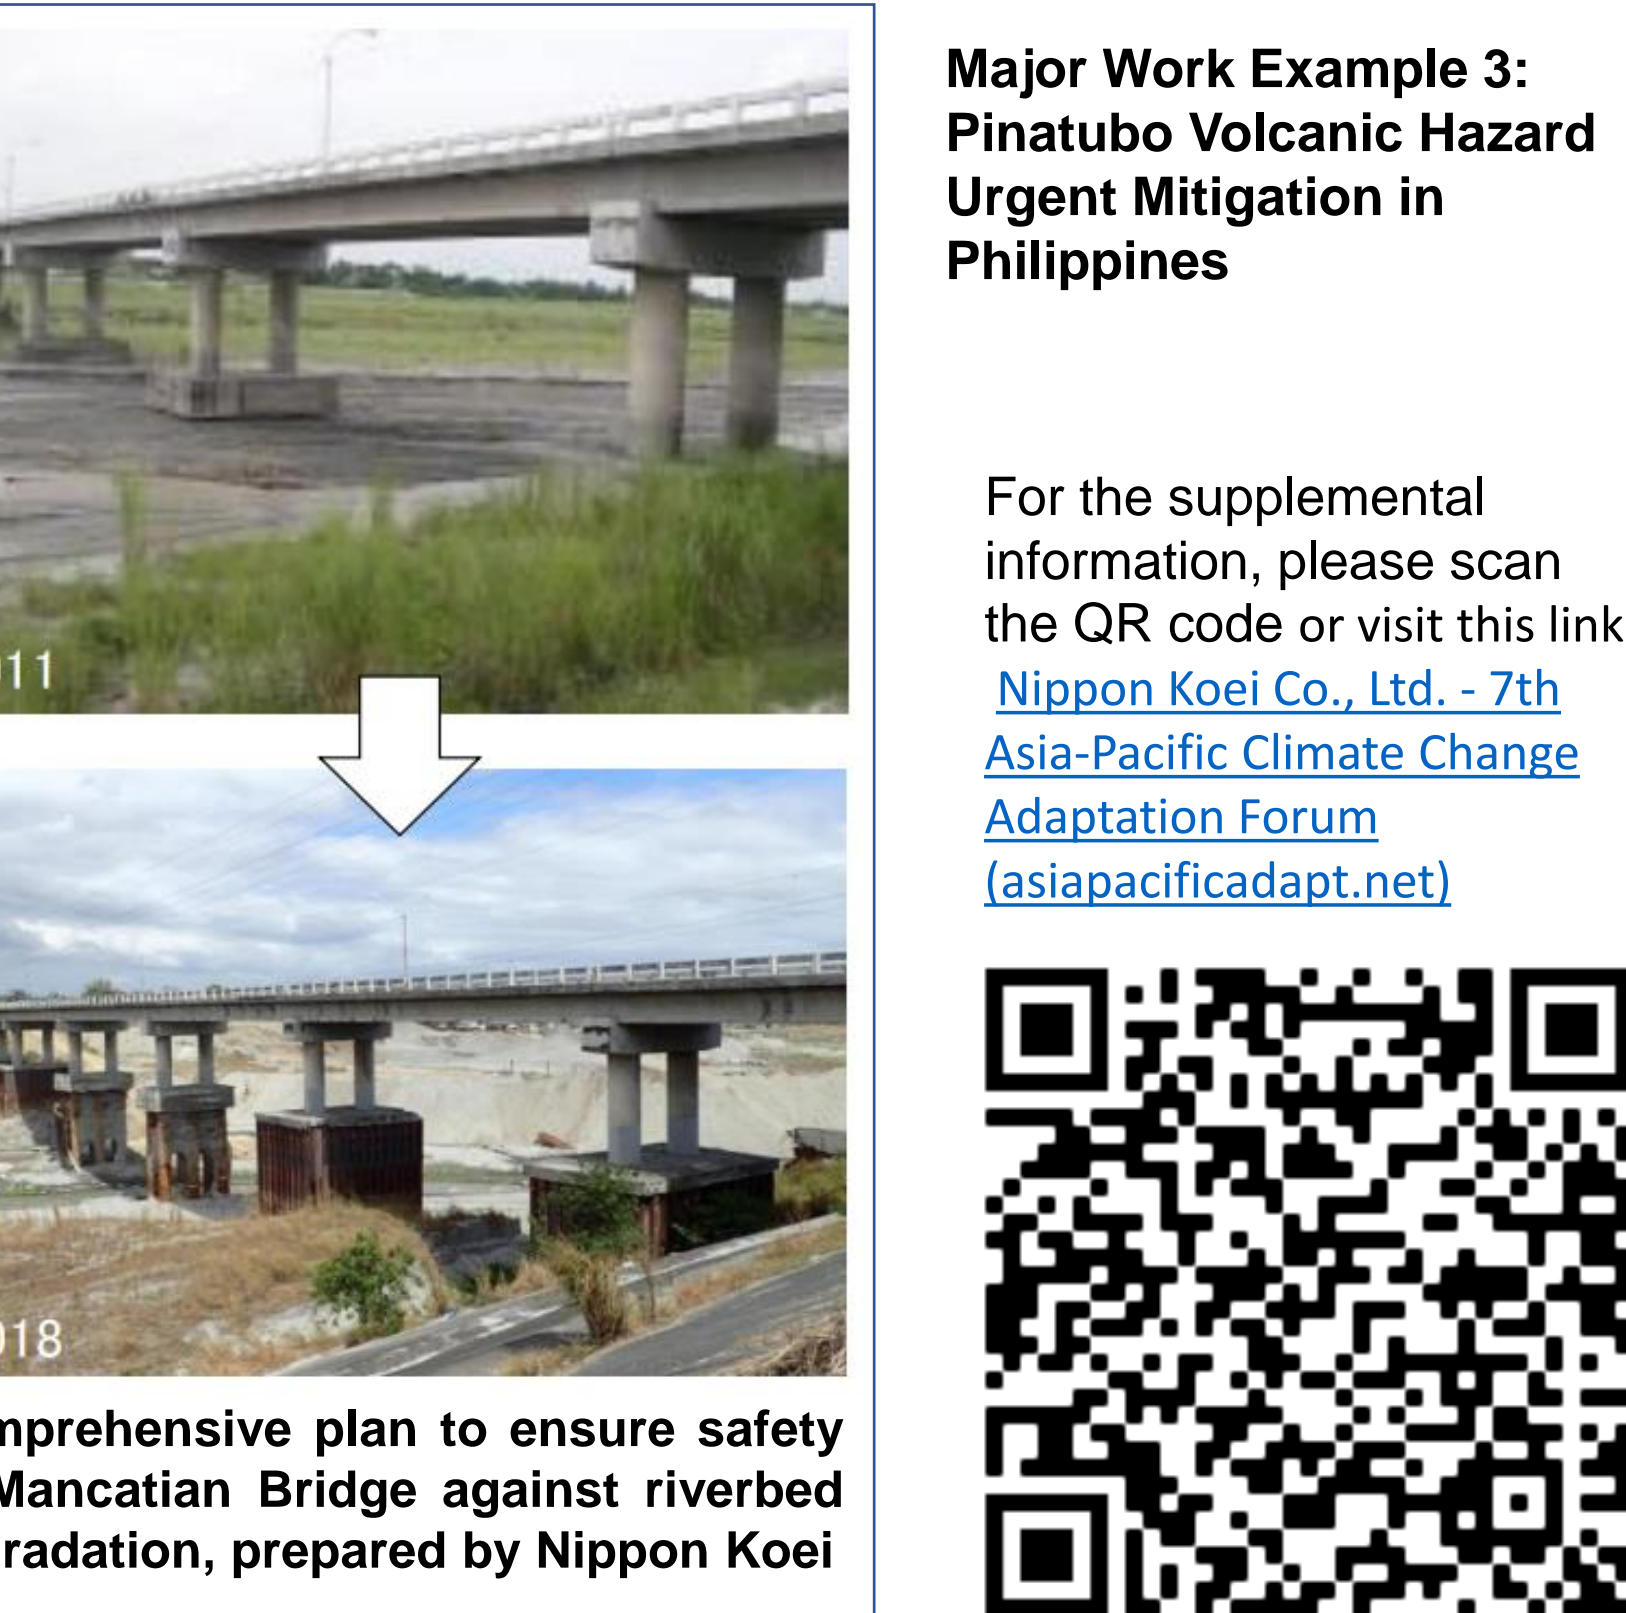 011
018
mprehensive plan to ensure safety
Mancatian Bridge against riverbed
radation, prepared by Nippon Koei
Major Work Example 3:
Pinatubo Volcanic Hazard
Urgent Mitigation in
Philippines
For the supplemental
information, please scan
the QR code or visit this link
Nippon Koei Co., Ltd. - 7th
Asia-Pacific Climate Change
Adaptation Forum
(asiapacificadapt.net)